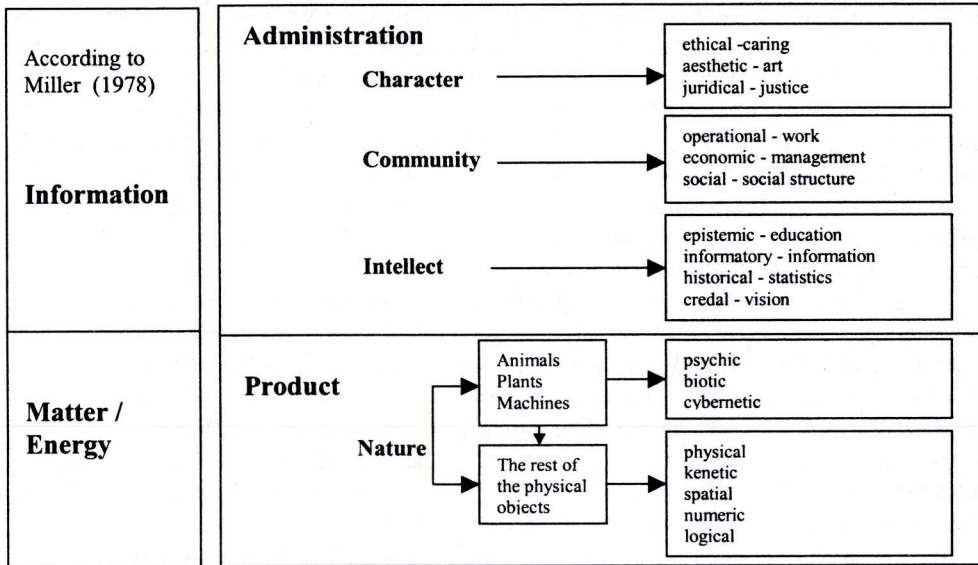 According to
Miller (1978)
Information
Matter /
Energy
Administration
Character
ethical -caring
aesthetic - art
juridical - justice
Community
operational - work
economic - management
social - social structure
Intellect
epistemic - education
informatory - information
historical - statistics
credal - vision
Product
Nature
Animals
Plants
Machines
psychic
biotic
cybernetic
The rest of
the physical
objects
physical
kenetic
spatial
numeric
logical